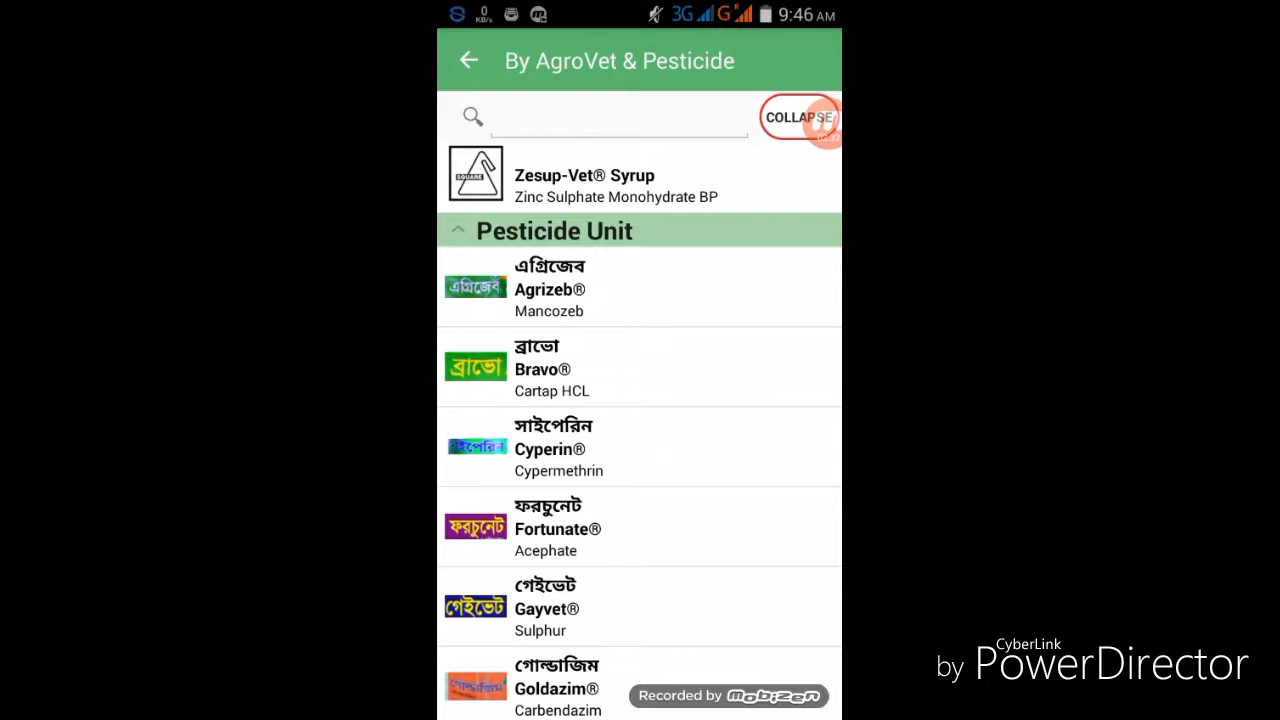 0
KB/s
3G
G
R
9:46 AM
By AgroVet & Pesticide
COLLAPSE
SQUARE
Zesup-Vet® Syrup
Zinc Sulphate Monohydrate BP
Pesticide Unit
এগ্রিজেব
এগ্রিজেব
Agrizeb®
Mancozeb
ব্রাভো
ব্রাভো
Bravo®
Cartap HCL
সাইপেরিন
Cyperin®
Cypermethrin
ফরচুনেট
ফরচুনেট
Fortunate®
Acephate
গেইভেট
গেইভেট
Gayvet®
Sulphur
গোল্ডাজিম
গোল্ডাজিম
Goldazim®
Carbendazim
Recorded by mobizen
CyberLink
by PowerDirector